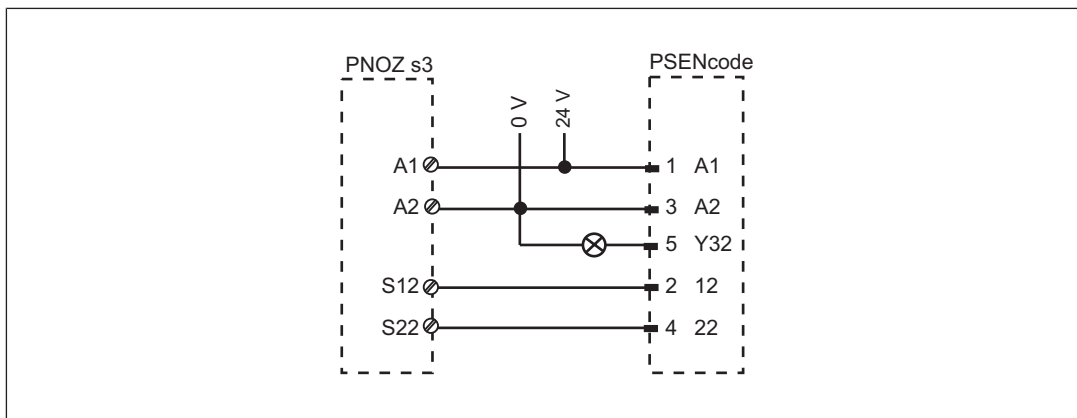 PNOZ s3
PSENcode
0 V
24 V
A1
1 A1
A2
3 A2
5 Y32
S12
2 12
S22
4 22